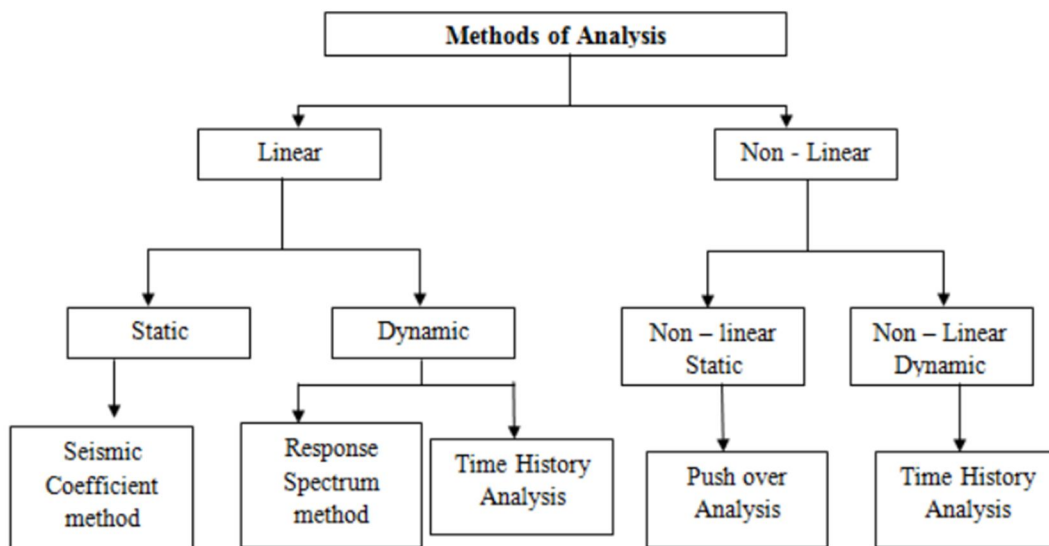 Methods of Analysis
Linear
Non - Linear
Static
Dynamic
Non – linear
Static
Non – Linear
Dynamic
Seismic
Coefficient
method
Response
Spectrum
method
Time History
Analysis
Push over
Analysis
Time History
Analysis